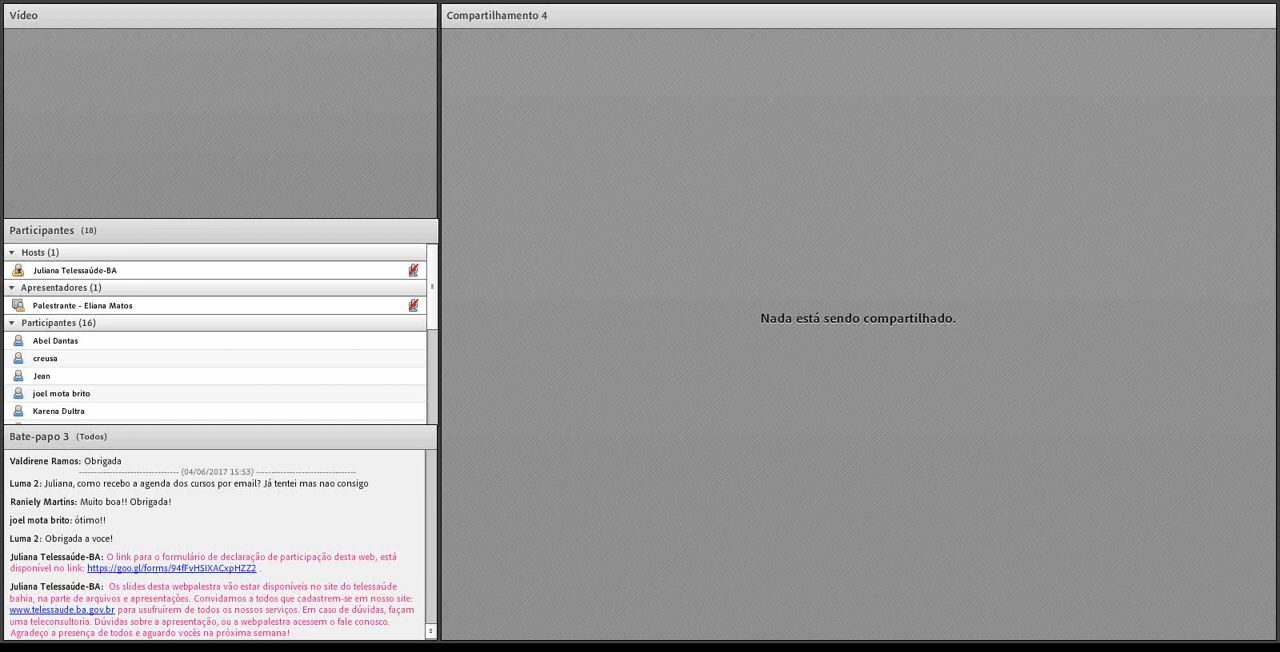 Vídeo
Compartilhamento 4
Nada está sendo compartilhado.
Participantes (18)
Hosts (1)
Juliana Telessaúde-BA
Apresentadores (1)
Palestrante - Eliana Matos
Participantes (16)
Abel Dantas
creusa
Jean
joel mota brito
Karena Dultra
Bate-papo 3 (Todos)
Valdirene Ramos: Obrigada
-------------------------------- (04/06/2017 15:53) --------------------------------
Luma 2: Juliana, como recebo a agenda dos cursos por email? Já tentei mas nao consigo
Raniely Martins: Muito boa!! Obrigada!
joel mota brito: ótimo!!
Luma 2: Obrigada a voce!
Juliana Telessaúde-BA: O link para o formulário de declaração de participação desta web, está
disponível no link: https://goo.gl/forms/94fFvHSIXACxpHZZ2 .
Juliana Telessaúde-BA: Os slides desta webpalestra vão estar disponíveis no site do telessaúde
bahia, na parte de arquivos e apresentações. Convidamos a todos que cadastrem-se em nosso site:
www.telessaude.ba.gov.br para usufruirem de todos os nossos serviços. Em caso de dúvidas, façam
uma teleconsultoria. Dúvidas sobre a apresentação, ou a webpalestra acessem o fale conosco.
Agradeço a presença de todos e aguardo vocês na próxima semana!